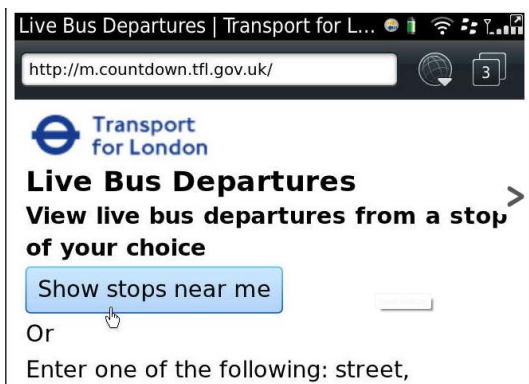 Live Bus Departures | Transport for L...
http://m.countdown.tfl.gov.uk/
3
Transport
for London
Live Bus Departures
View live bus departures from a stop
of your choice
Show stops near me
Or
Enter one of the following: street,